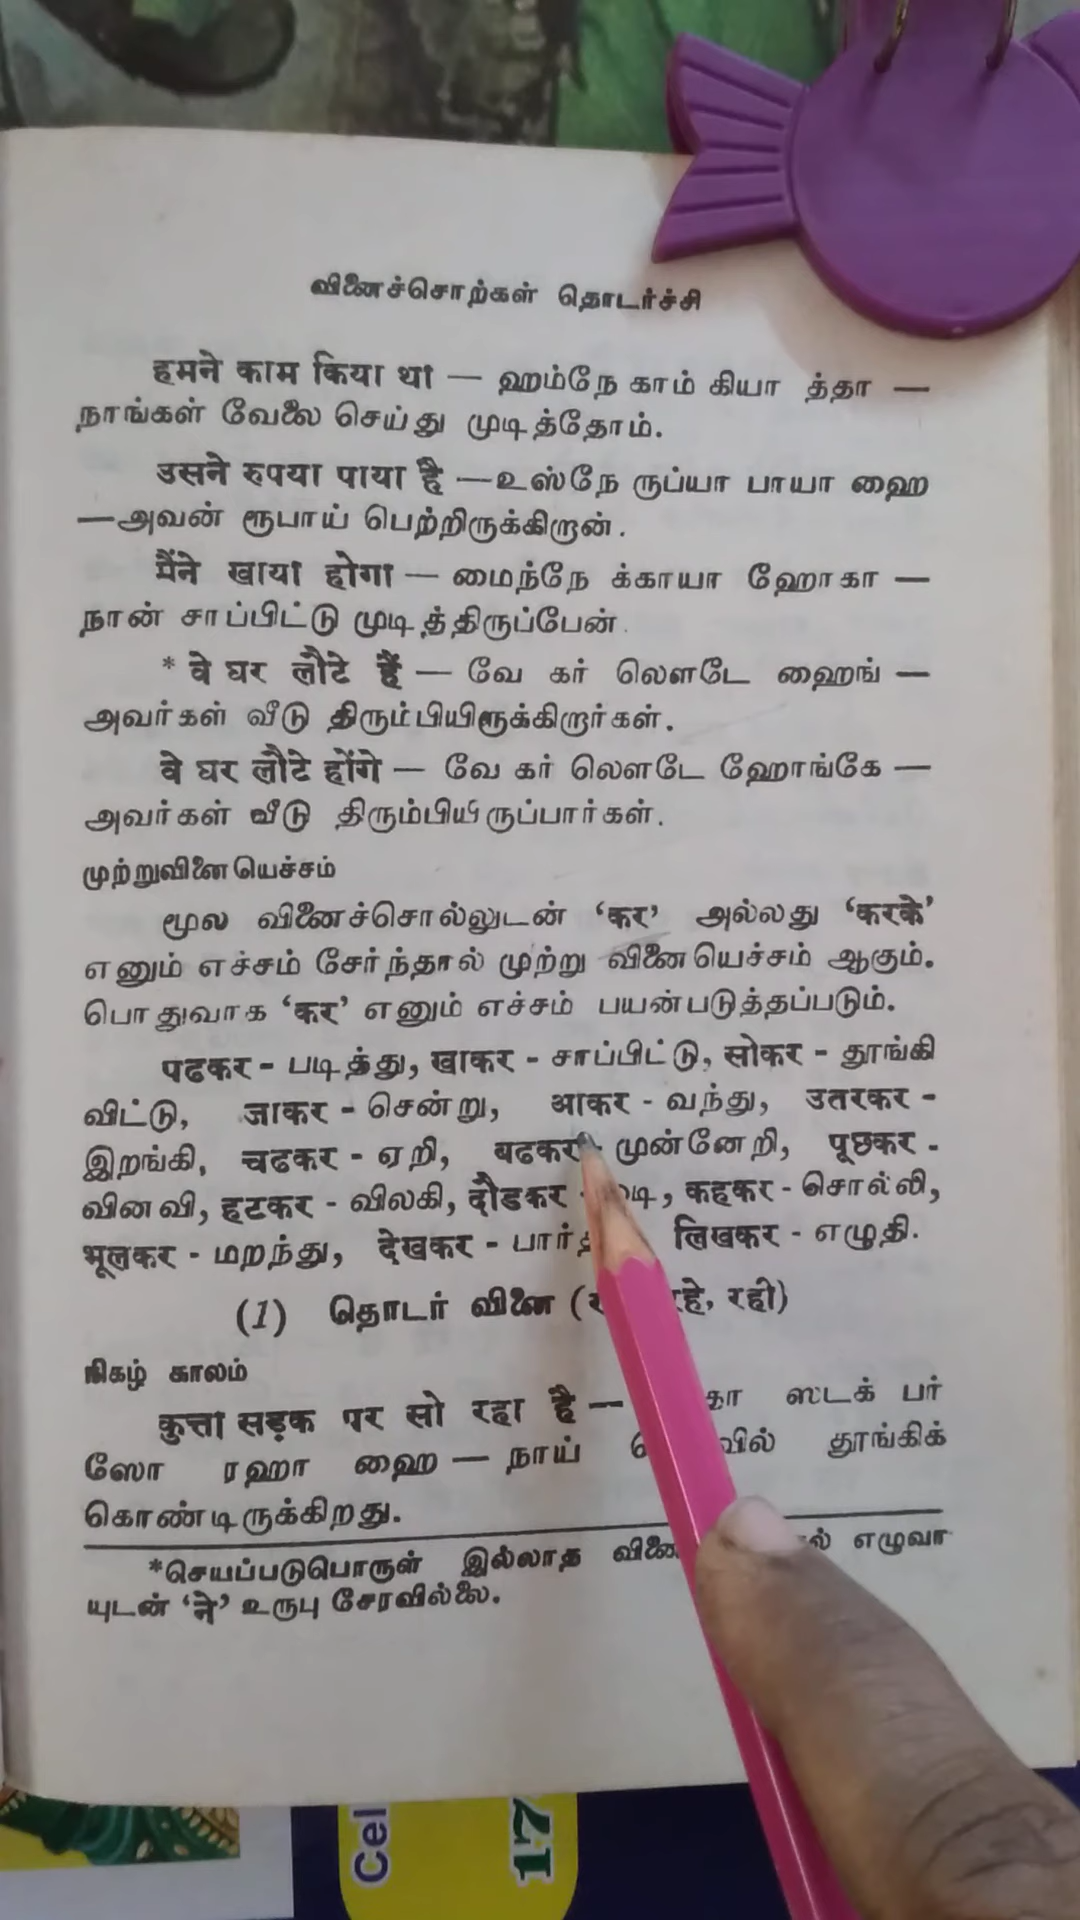 வினைச்சொற்கள் தொடர்ச்சி
हमने काम किया था — ஹம்நே காம் கியா த்தா —
நாங்கள் வேலை செய்து முடித்தோம்.
उसने रुपया पाया है —உஸ்நே ருப்யா பாயா ஹை
—அவன் ரூபாய் பெற்றிருக்கிறான்.
मैंने खाया होगा — மைந்நே க்காயா ஹோகா —
நான் சாப்பிட்டு முடித்திருப்பேன்.
* वे घर लौटे हैं — வே கர் லௌடே ஹைங் —
அவர்கள் வீடு திரும்பியிருக்கிறார்கள்.
वे घर लौटे होंगे — வே கர் லௌடே ஹோங்கே —
அவர்கள் வீடு திரும்பியிருப்பார்கள்.
முற்றுவினையெச்சம்
மூல வினைச்சொல்லுடன் ‘कर’ அல்லது ‘करके’
எனும் எச்சம் சேர்ந்தால் முற்று வினையெச்சம் ஆகும்.
பொதுவாக ‘कर’ எனும் எச்சம் பயன்படுத்தப்படும்.
पढकर - படித்து, खाकर - சாப்பிட்டு, सोकर - தூங்கி
விட்டு, जाकर - சென்று, आकर - வந்து, उतरकर -
இறங்கி, चढकर - ஏறி, बढकर - முன்னேறி, पूछकर -
வினவி, हटकर - விலகி, दौडकर - कहकर - சொல்லி,
भूलकर - மறந்து, देखकर - लिखकर - எழுதி.
(1) தொடர் வினை ( रहे, रही)
நிகழ் காலம்
कुत्ता सड़क पर सो रहा है — ஸடக் பர்
ஸோ ரஹா ஹை — நாய் தூங்கிக்
கொண்டிருக்கிறது.
*செயப்படுபொருள் இல்லாத எழுவா
யுடன் ‘ने’ உருபு சேரவில்லை.
Cel
17